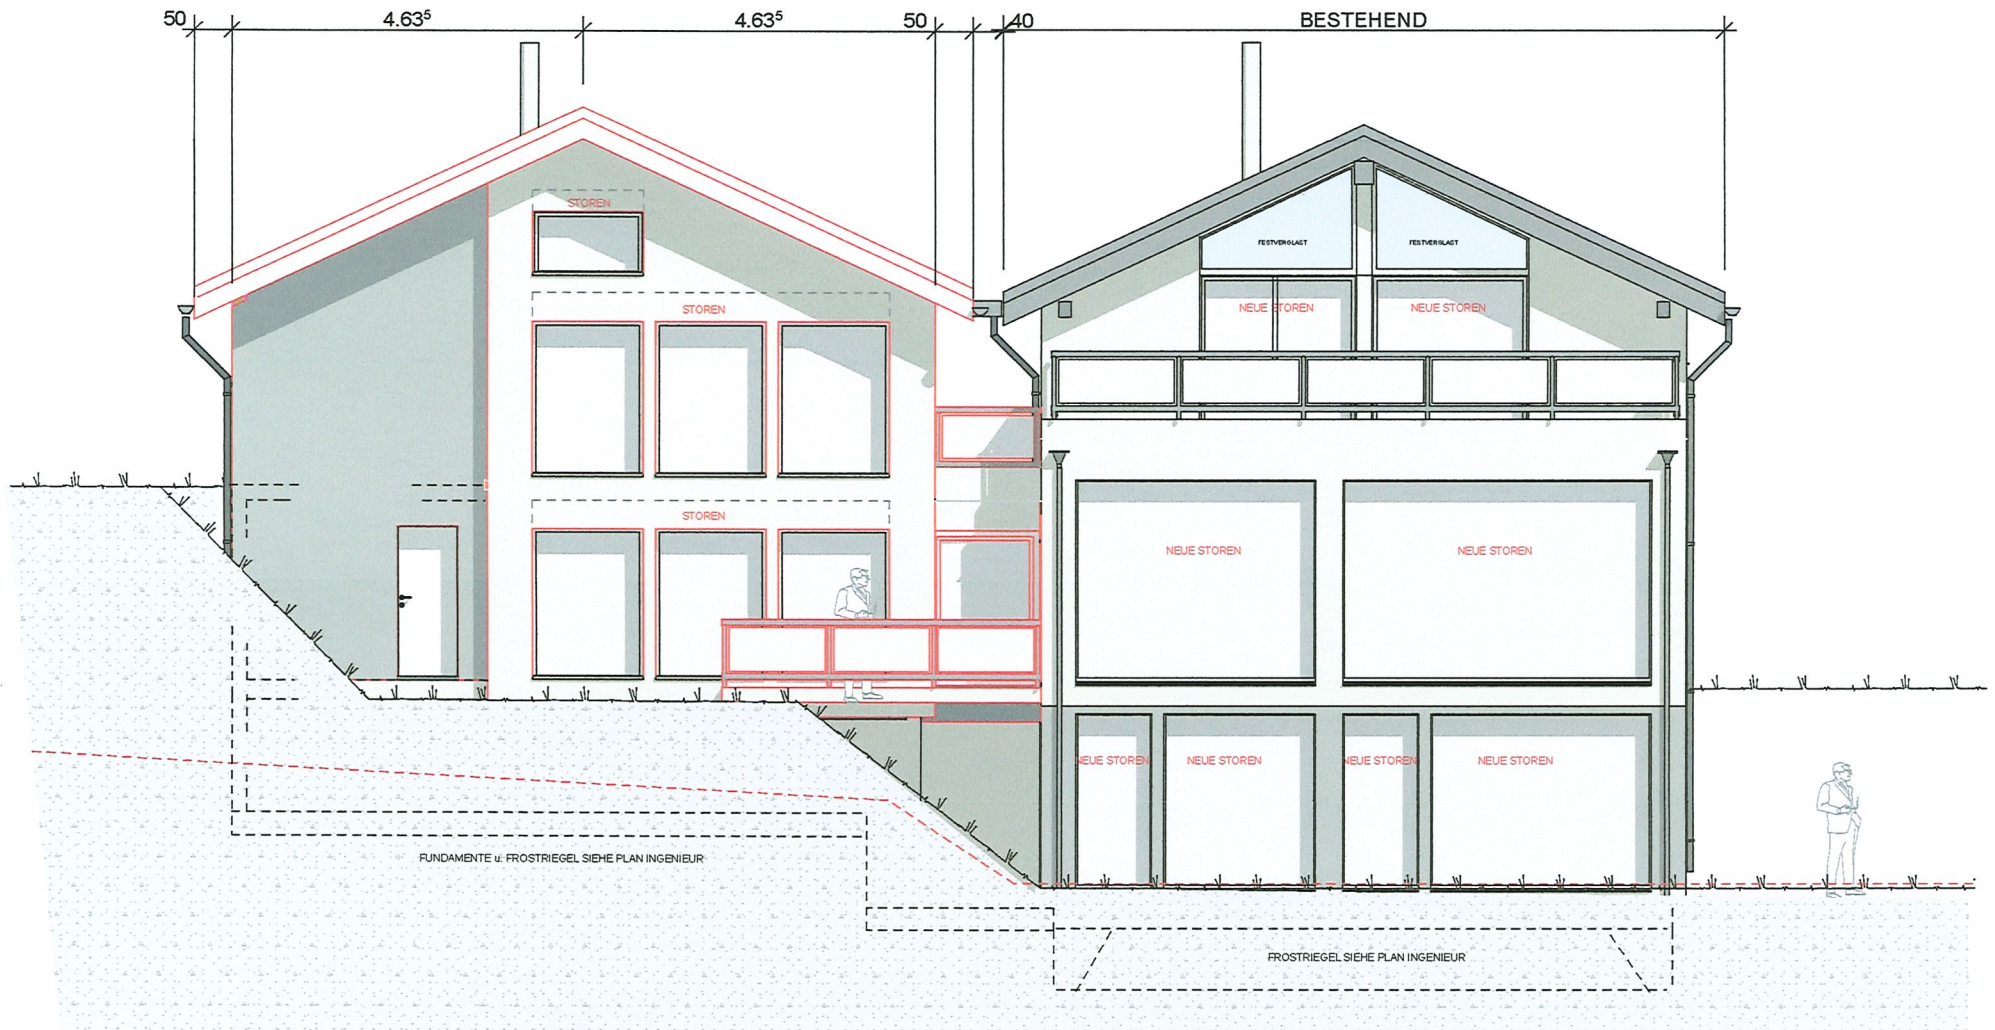 50 4.63⁵ 4.63⁵ 50 40 BESTEHEND
STOREN
FESTVERGLAST FESTVERGLAST
STOREN NEUE STOREN NEUE STOREN
STOREN
NEUE STOREN NEUE STOREN
NEUE STOREN NEUE STOREN NEUE STOREN NEUE STOREN
FUNDAMENTE u. FROSTRIEGEL SIEHE PLAN INGENIEUR
FROSTRIEGEL SIEHE PLAN INGENIEUR